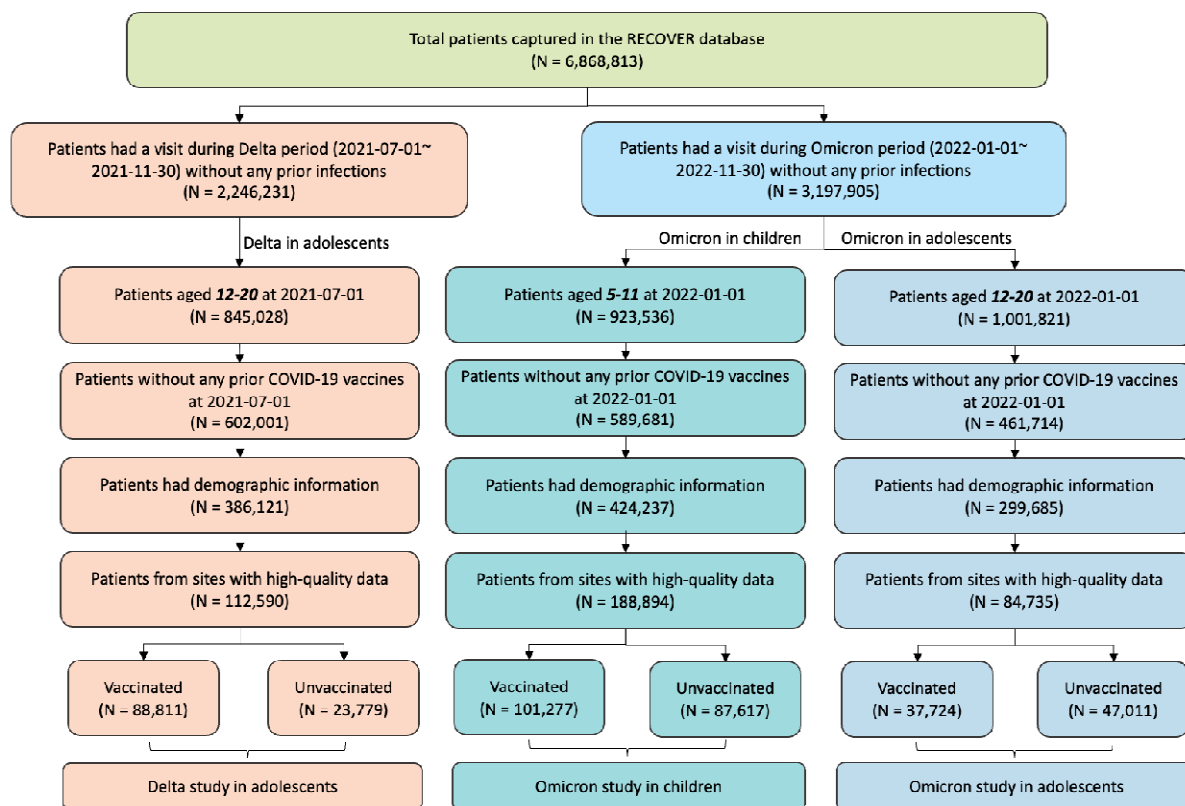 Total patients captured in the RECOVER database
(N = 6,868,813)
Patients had a visit during Delta period (2021-07-01~
2021-11-30) without any prior infections
(N = 2,246,231)
Patients had a visit during Omicron period (2022-01-01~
2022-11-30) without any prior infections
(N = 3,197,905)
Delta in adolescents
Omicron in children
Omicron in adolescents
Patients aged 12-20 at 2021-07-01
(N = 845,028)
Patients aged 5-11 at 2022-01-01
(N = 923,536)
Patients aged 12-20 at 2022-01-01
(N = 1,001,821)
Patients without any prior COVID-19 vaccines
at 2021-07-01
(N = 602,001)
Patients without any prior COVID-19 vaccines
at 2022-01-01
(N = 589,681)
Patients without any prior COVID-19 vaccines
at 2022-01-01
(N = 461,714)
Patients had demographic information
(N = 386,121)
Patients had demographic information
(N = 424,237)
Patients had demographic information
(N = 299,685)
Patients from sites with high-quality data
(N = 112,590)
Patients from sites with high-quality data
(N = 188,894)
Patients from sites with high-quality data
(N = 84,735)
Vaccinated
(N = 88,811)
Unvaccinated
(N = 23,779)
Vaccinated
(N = 101,277)
Unvaccinated
(N = 87,617)
Vaccinated
(N = 37,724)
Unvaccinated
(N = 47,011)
Delta study in adolescents
Omicron study in children
Omicron study in adolescents